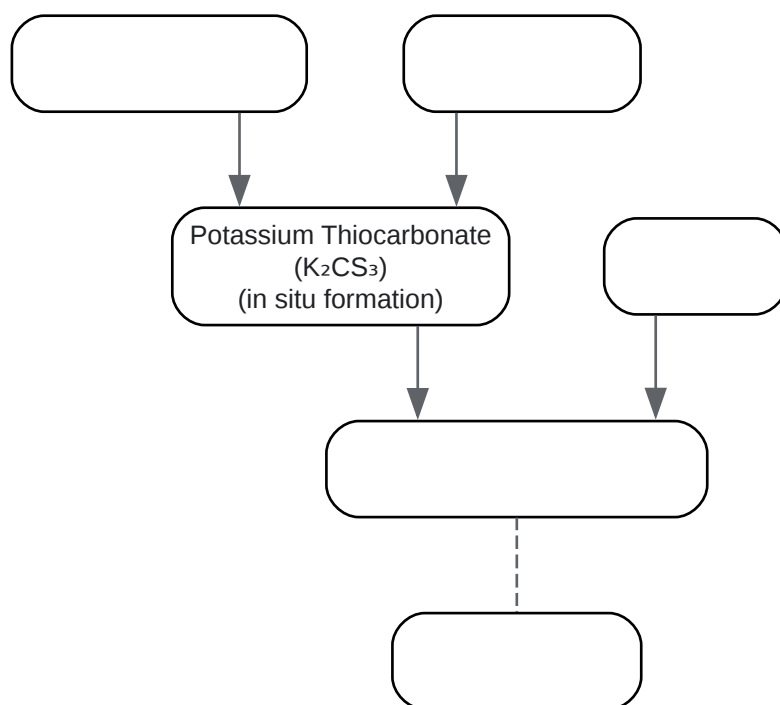 Potassium Thiocarbonate
(K₂CS₃)
(in situ formation)